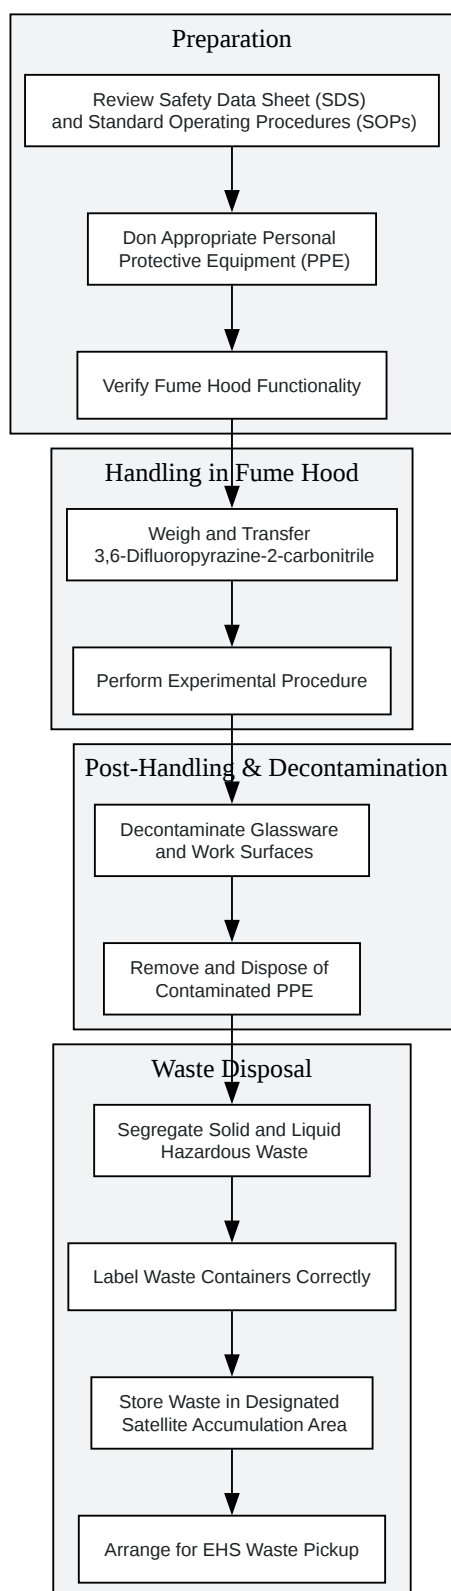 Preparation
Review Safety Data Sheet (SDS)
and Standard Operating Procedures (SOPs)
Don Appropriate Personal
Protective Equipment (PPE)
Verify Fume Hood Functionality
Handling in Fume Hood
Weigh and Transfer
3,6-Difluoropyrazine-2-carbonitrile
Perform Experimental Procedure
Post-Handling & Decontamination
Decontaminate Glassware
and Work Surfaces
Remove and Dispose of
Contaminated PPE
Waste Disposal
Segregate Solid and Liquid
Hazardous Waste
Label Waste Containers Correctly
Store Waste in Designated
Satellite Accumulation Area
Arrange for EHS Waste Pickup